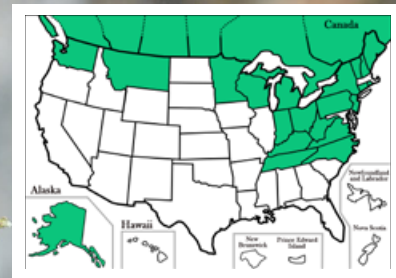 Canada
Newfoundland
and Labrador
Alaska
Hawaii
Nova Scotia
New
Brunswick
Prince Edward
Island